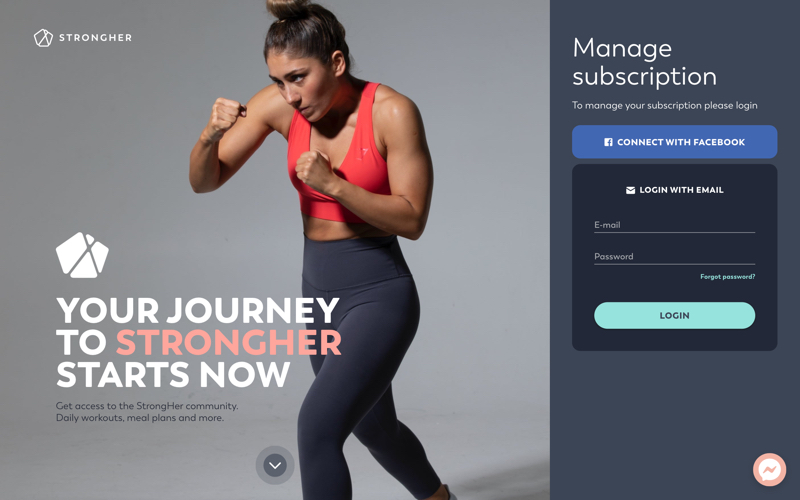 STRONGHER
YOUR JOURNEY
TO STRONGHER
STARTS NOW
Get access to the StrongHer community.
Daily workouts, meal plans and more.
Manage
subscription
To manage your subscription please login
CONNECT WITH FACEBOOK
LOGIN WITH EMAIL
E-mail
Password
Forgot password?
LOGIN